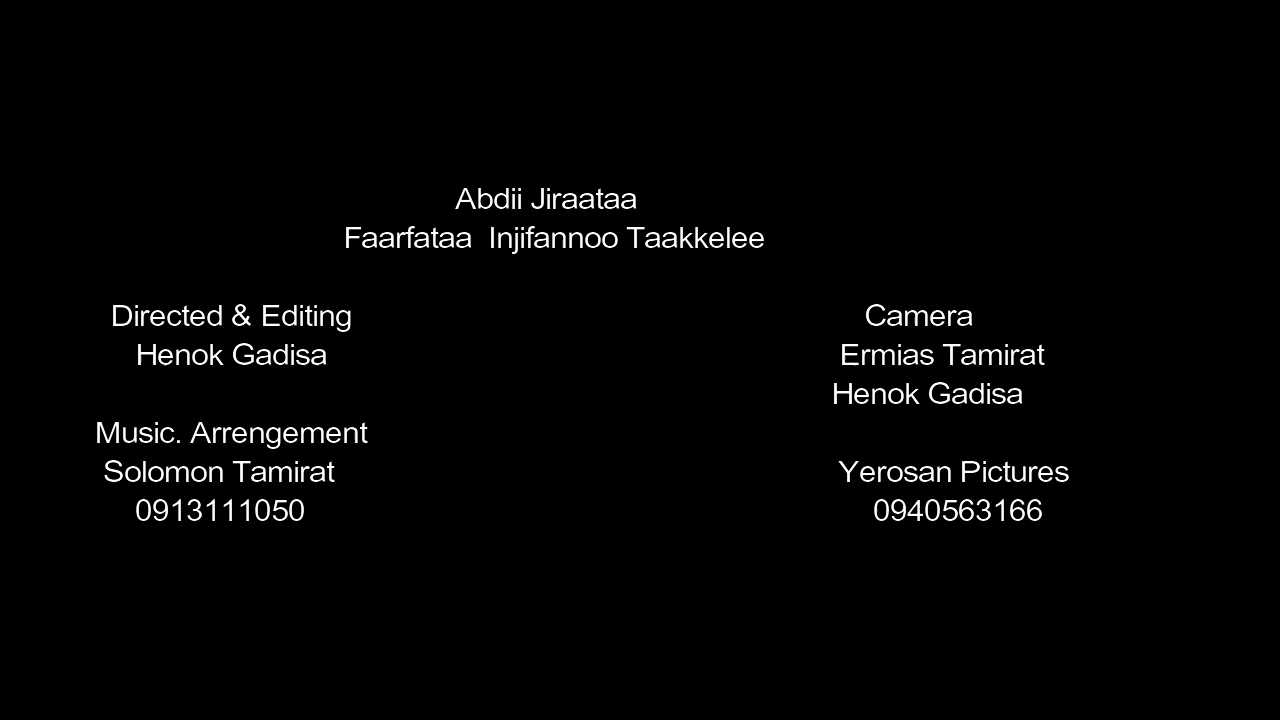 Abdii Jiraataa
Faarfataa Injifannoo Taakkelee
Directed & Editing
Henok Gadisa
Music. Arrengement
Solomon Tamirat
0913111050
Camera
Ermias Tamirat
Henok Gadisa
Yerosan Pictures
0940563166